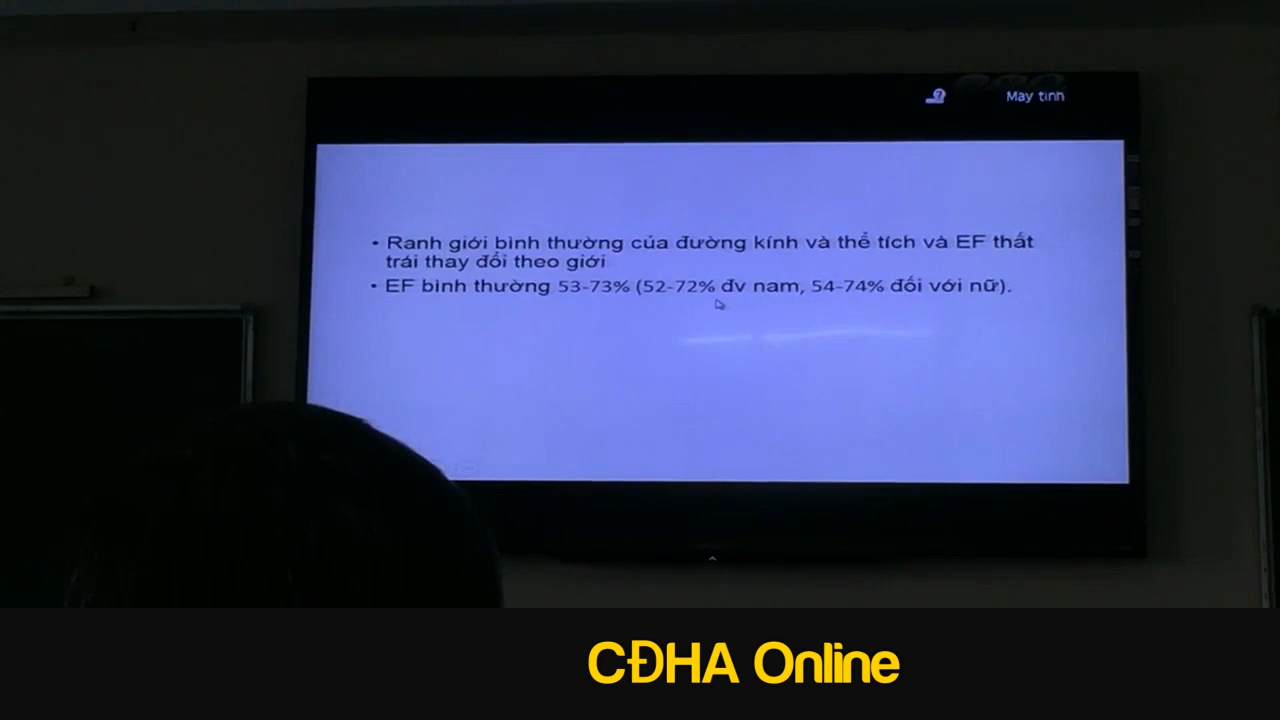 May tinh
• Ranh giới bình thường của đường kính và thể tích và EF thất
trái thay đổi theo giới
• EF bình thường 53-73% (52-72% đv nam, 54-74% đối với nữ).
CĐHA Online